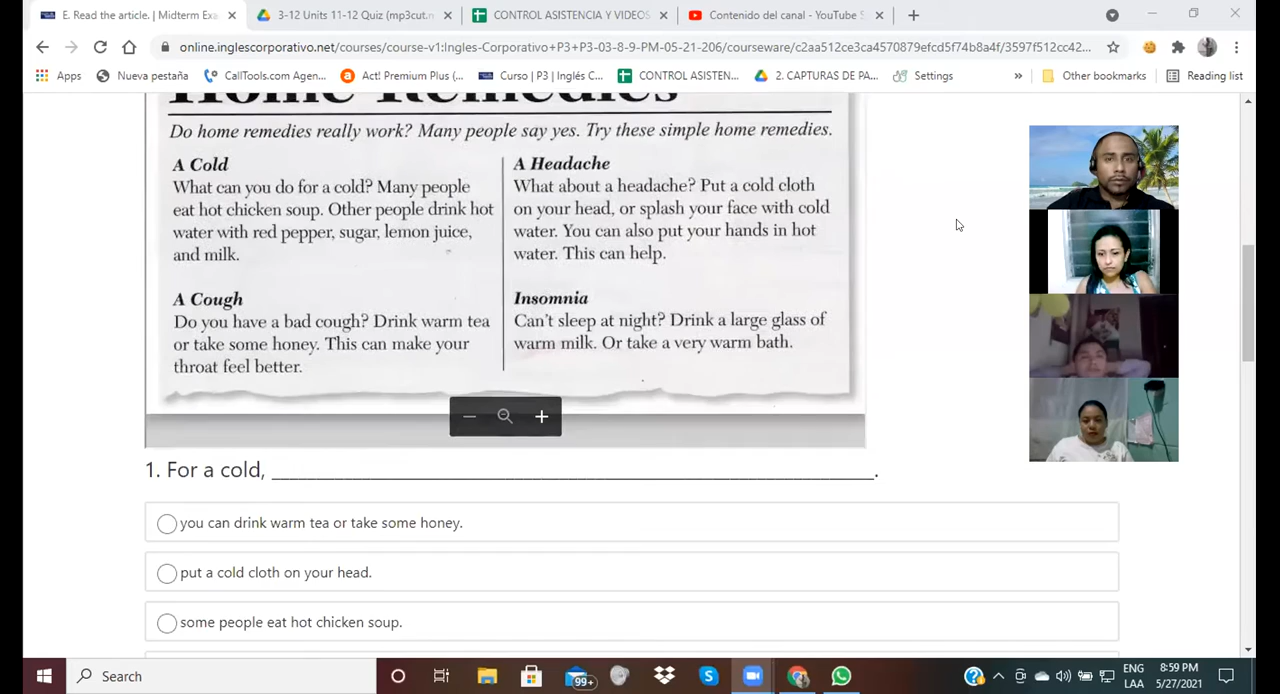 E. Read the article. | Midterm Exa
3-12 Units 11-12 Quiz (mp3cut.n
CONTROL ASISTENCIA Y VIDEOS
Contenido del canal - YouTube S
online.inglescorporativo.net/courses/course-v1:Ingles-Corporativo+P3+P3-03-8-9-PM-05-21-206/courseware/c2aa512ce3ca4570879efcd5f74b8a4f/3597f512cc42...
Apps
Nueva pestaña
CallTools.com Agen...
Act! Premium Plus (...
Curso | P3 | Inglés C...
CONTROL ASISTEN...
2. CAPTURAS DE PA...
Settings
»
Other bookmarks
Reading list
Home Remedies
Do home remedies really work? Many people say yes. Try these simple home remedies.
A Cold
What can you do for a cold? Many people
eat hot chicken soup. Other people drink hot
water with red pepper, sugar, lemon juice,
and milk.
A Cough
Do you have a bad cough? Drink warm tea
or take some honey. This can make your
throat feel better.
A Headache
What about a headache? Put a cold cloth
on your head, or splash your face with cold
water. You can also put your hands in hot
water. This can help.
Insomnia
Can't sleep at night? Drink a large glass of
warm milk. Or take a very warm bath.
1. For a cold, ______________________________.
you can drink warm tea or take some honey.
put a cold cloth on your head.
some people eat hot chicken soup.
Search
99+
ENG
LAA
8:59 PM
5/27/2021